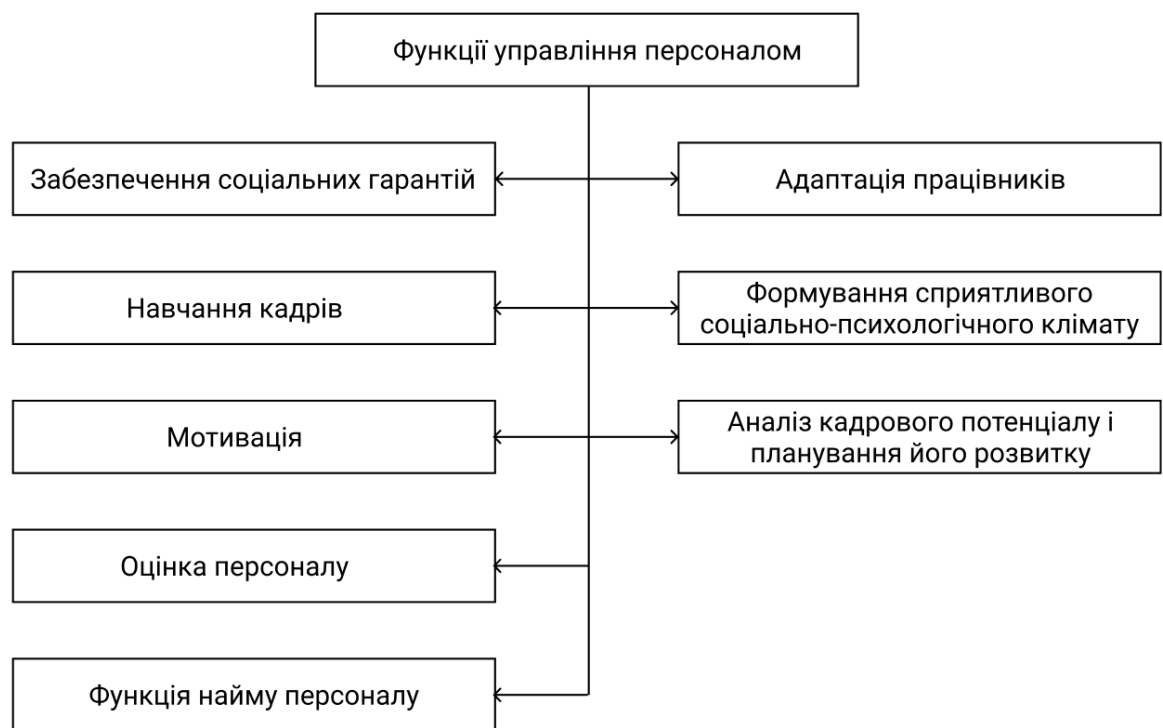 Функції управління персоналом
Забезпечення соціальних гарантій
Адаптація працівників
Навчання кадрів
Формування сприятливого
соціально-психологічного клімату
Мотивація
Аналіз кадрового потенціалу і
планування його розвитку
Оцінка персоналу
Функція найму персоналу